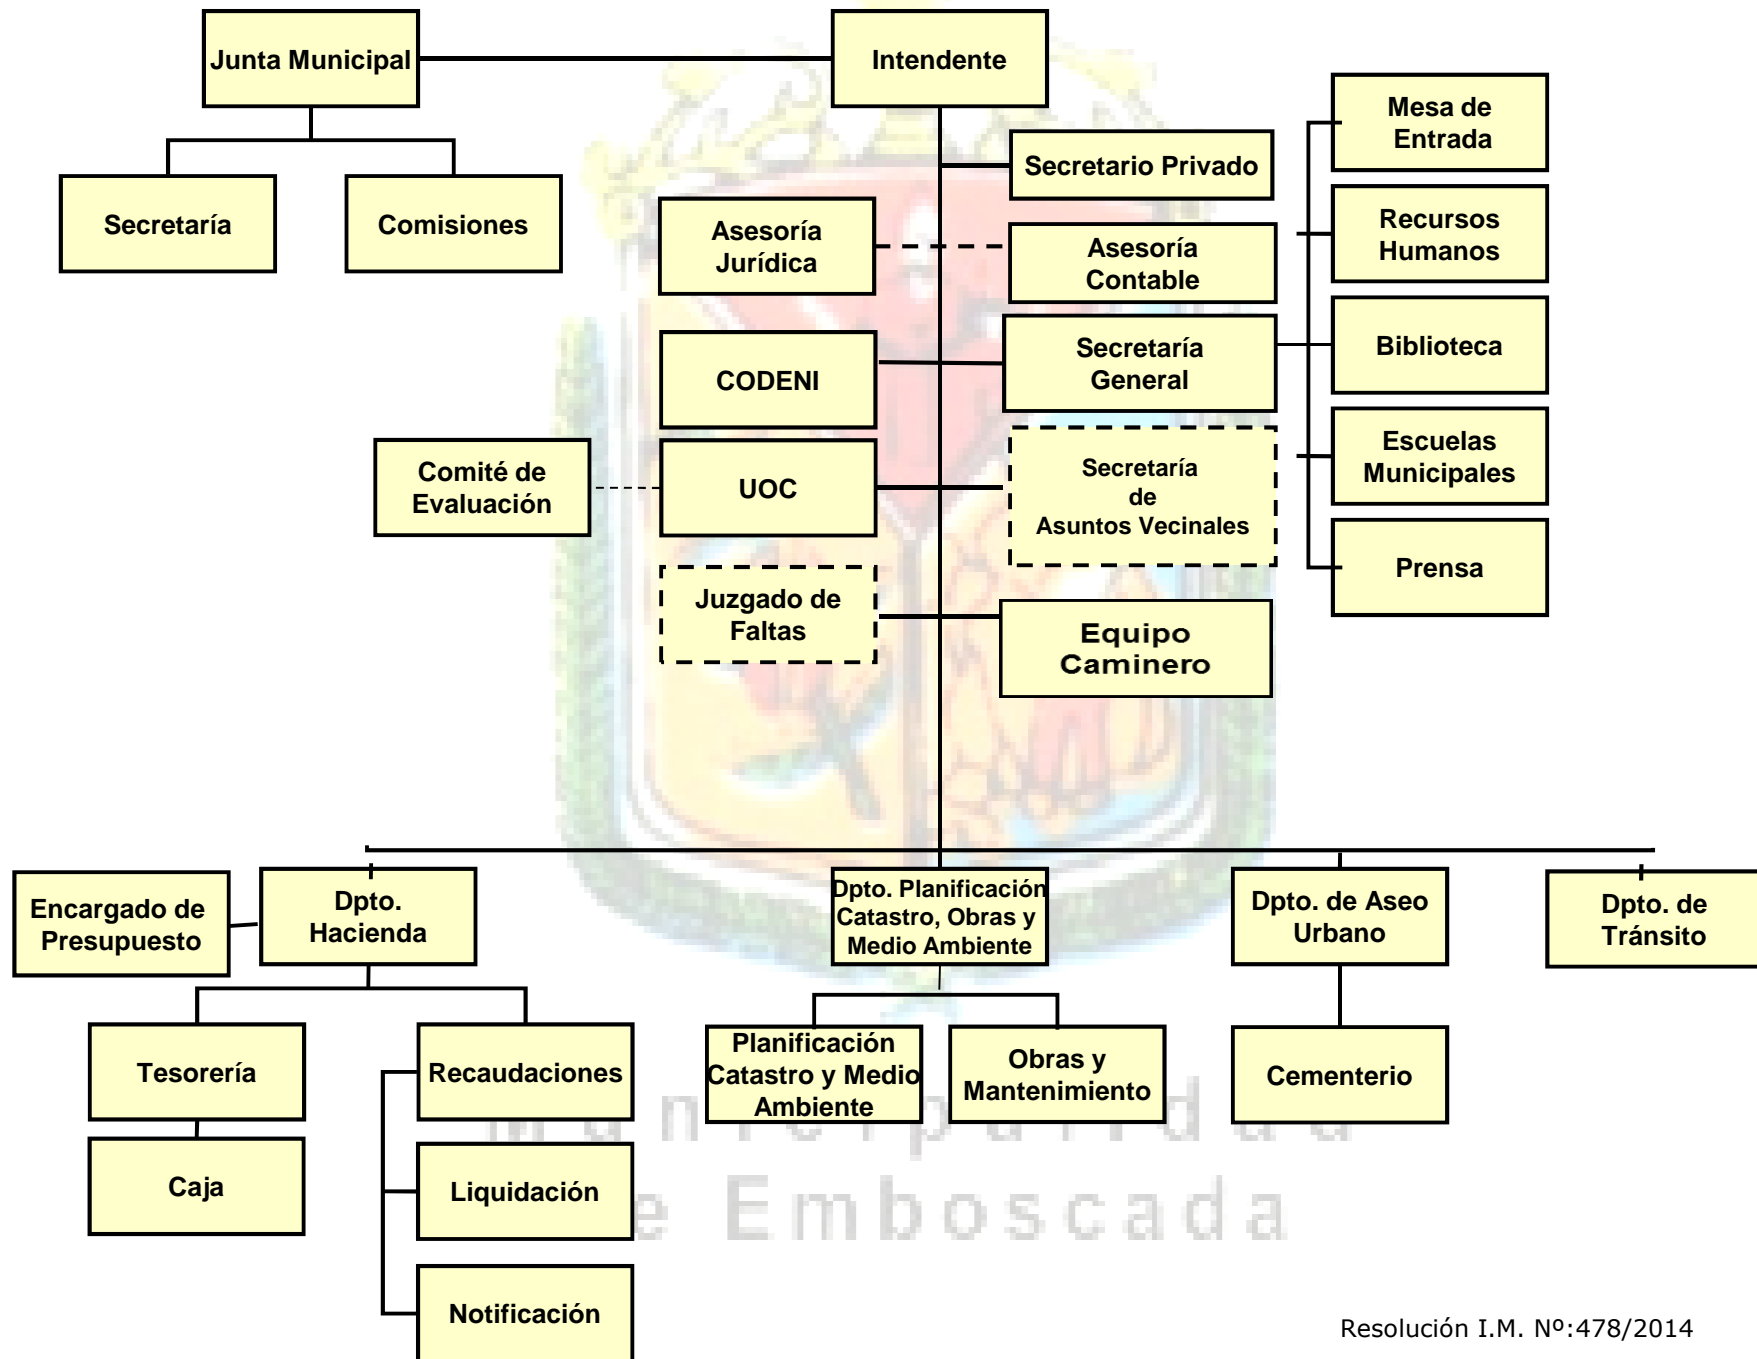 Junta Municipal
Intendente
Secretaría
Comisiones
Secretario Privado
Asesoría
Jurídica
Asesoría
Contable
CODENI
Secretaría
General
Mesa de
Entrada
Recursos
Humanos
Biblioteca
Escuelas
Municipales
Prensa
Comité de
Evaluación
UOC
Secretaría
de
Asuntos Vecinales
Juzgado de
Faltas
Equipo
Caminero
Encargado de
Presupuesto
Dpto.
Hacienda
Dpto. Planificación
Catastro, Obras y
Medio Ambiente
Dpto. de Aseo
Urbano
Dpto. de
Tránsito
Tesorería
Recaudaciones
Planificación
Catastro y Medio
Ambiente
Obras y
Mantenimiento
Cementerio
Caja
Liquidación
Notificación
Municipalidad
de Emboscada
Resolución I.M. Nº:478/2014